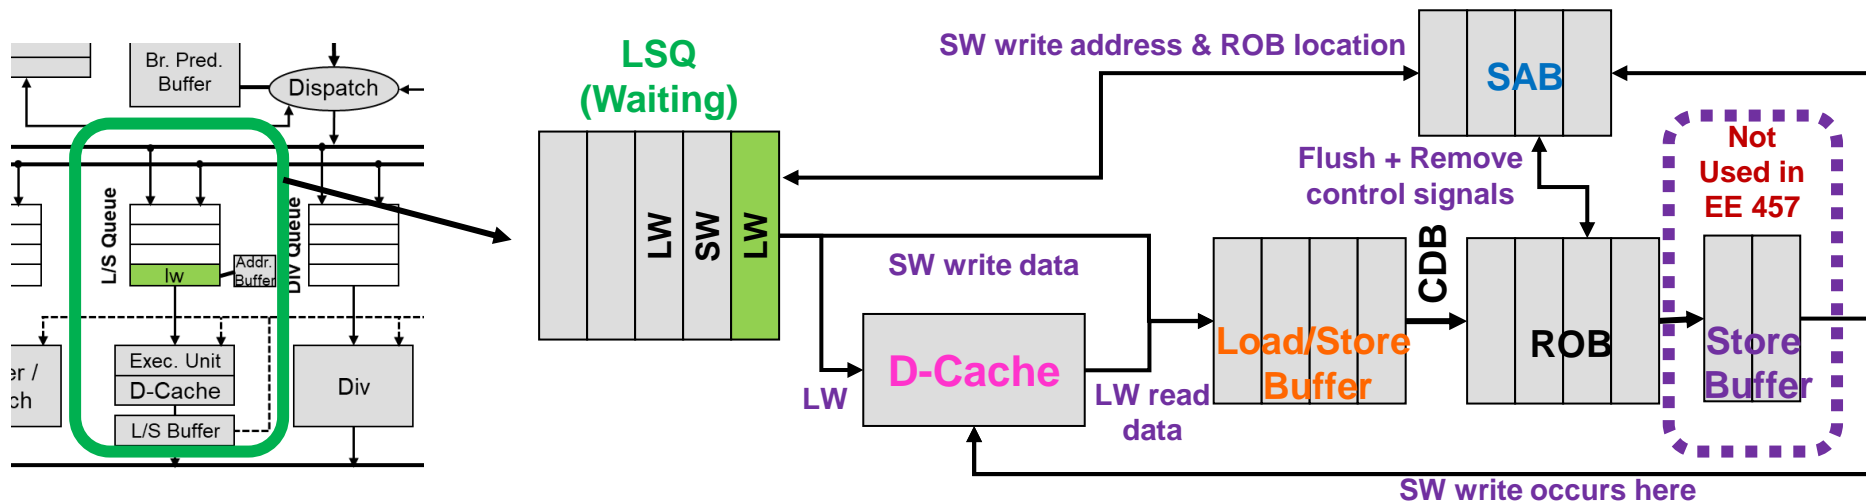 Br. Pred.
Buffer
Dispatch
L/S Queue
lw
Addr.
Buffer
Div Queue
er /
ch
Exec. Unit
D-Cache
L/S Buffer
Div
LSQ
(Waiting)
LW
SW
LW
SW write address & ROB location
SAB
Flush + Remove
control signals
SW write data
LW
D-Cache
LW read
data
Load/Store
Buffer
CDB
ROB
Not
Used in
EE 457
Store
Buffer
SW write occurs here